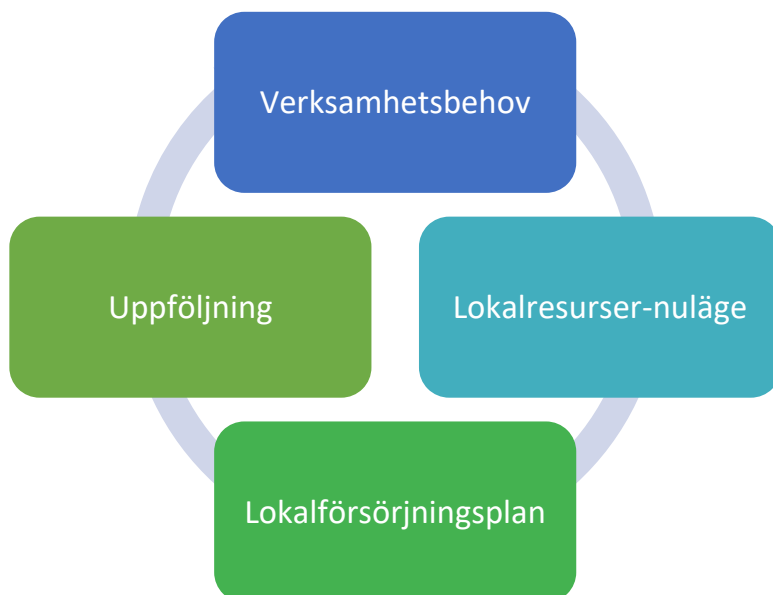 Verksamhetsbehov
Uppföljning
Lokalresurser-nuläge
Lokalförsörjningsplan